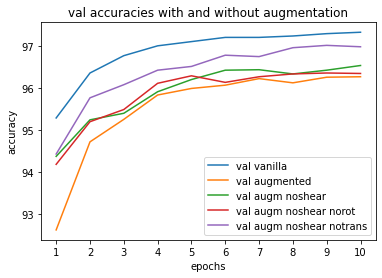 val accuracies with and without augmentation
accuracy
97
96
95
94
93
val vanilla
val augmented
val augm noshear
val augm noshear norot
val augm noshear notrans
1 2 3 4 5 6 7 8 9 10
epochs